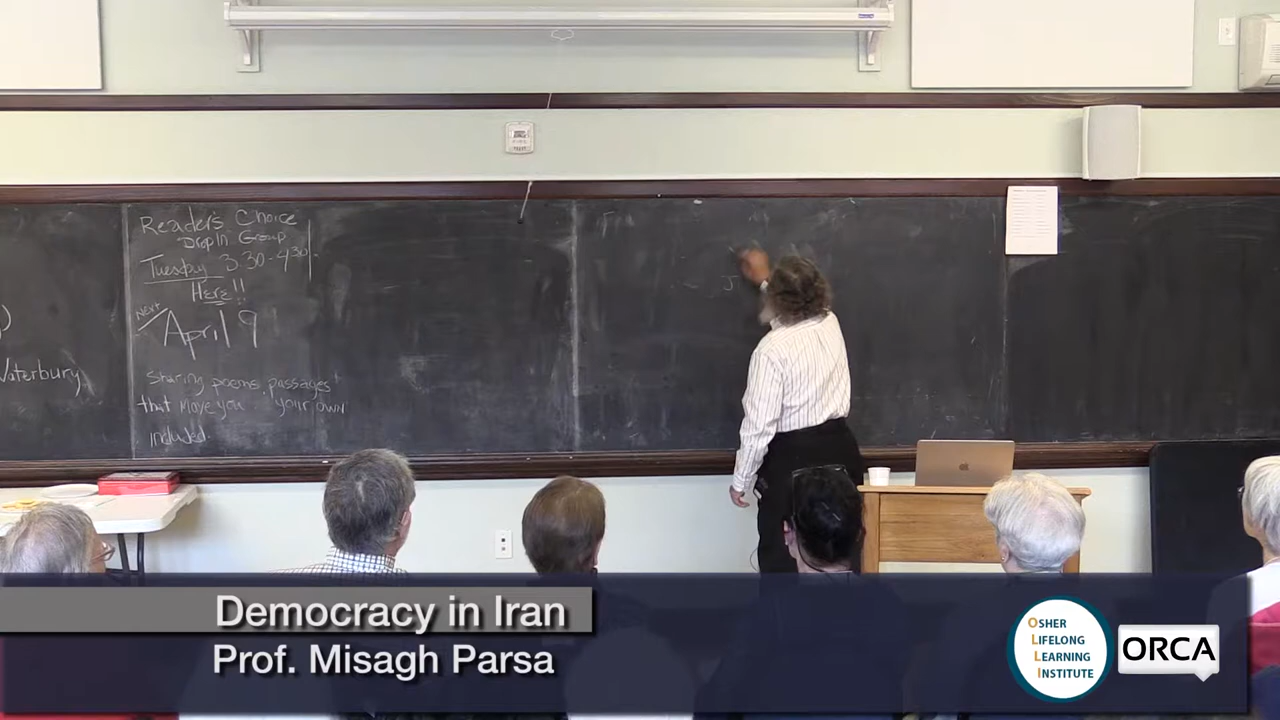 Reader's Choice
Drop In Group
Tuesday 3:30-4:30
Here!!
Next
April 9
Waterbury
Sharing poems, passages +
that move you your own
included.
J
Democracy in Iran
Prof. Misagh Parsa
OSHER
LIFELONG
LEARNING
INSTITUTE
ORCA